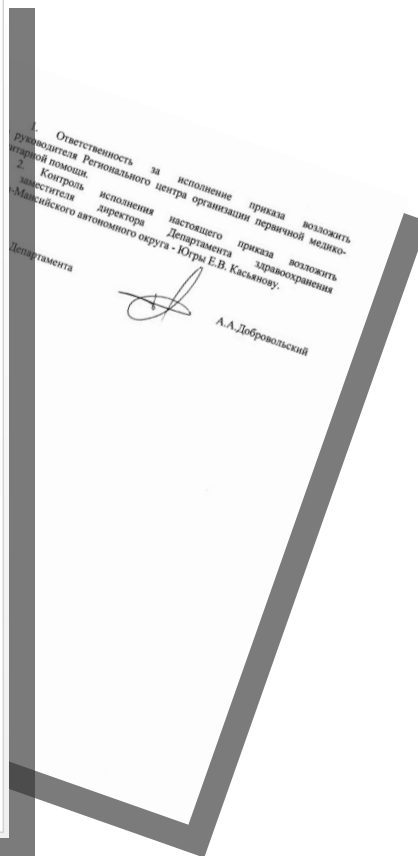 1. Ответственность за исполнение приказа возложить
руководителя Регионального центра организации первичной медико-
нитарной помощи.
2. Контроль исполнения настоящего приказа возложить
заместителя директора Департамента здравоохранения
-Мансийского автономного округа - Югры Е.В. Касьянову.
Департамента
А.А.Добровольский